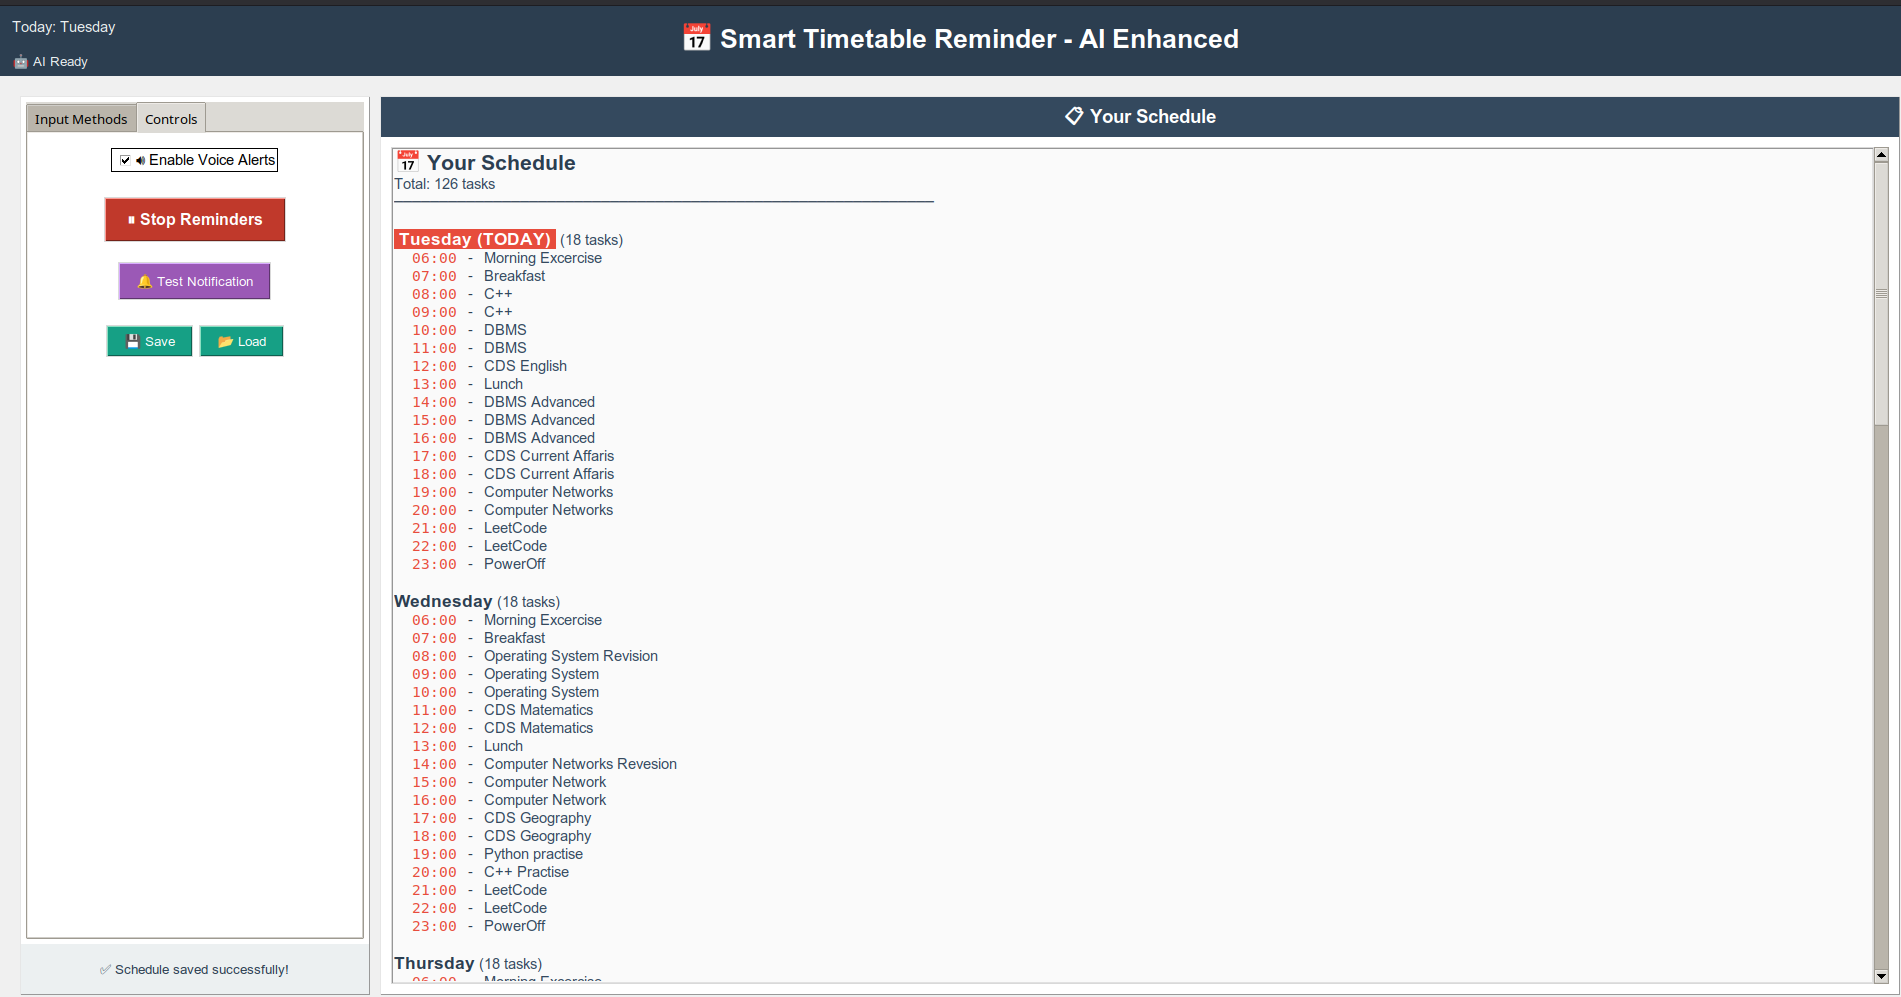 Today: Tuesday
🤖 AI Ready
📅 Smart Timetable Reminder - AI Enhanced
Input Methods
Controls
Enable Voice Alerts
Stop Reminders
Test Notification
Save
Load
✅ Schedule saved successfully!
📋 Your Schedule
📅 Your Schedule
Total: 126 tasks
Tuesday (TODAY) (18 tasks)
06:00 - Morning Excercise
07:00 - Breakfast
08:00 - C++
09:00 - C++
10:00 - DBMS
11:00 - DBMS
12:00 - CDS English
13:00 - Lunch
14:00 - DBMS Advanced
15:00 - DBMS Advanced
16:00 - DBMS Advanced
17:00 - CDS Current Affaris
18:00 - CDS Current Affaris
19:00 - Computer Networks
20:00 - Computer Networks
21:00 - LeetCode
22:00 - LeetCode
23:00 - PowerOff
Wednesday (18 tasks)
06:00 - Morning Excercise
07:00 - Breakfast
08:00 - Operating System Revision
09:00 - Operating System
10:00 - Operating System
11:00 - CDS Matematics
12:00 - CDS Matematics
13:00 - Lunch
14:00 - Computer Networks Revesion
15:00 - Computer Network
16:00 - Computer Network
17:00 - CDS Geography
18:00 - CDS Geography
19:00 - Python practise
20:00 - C++ Practise
21:00 - LeetCode
22:00 - LeetCode
23:00 - PowerOff
Thursday (18 tasks)
06:00 - Morning Excercise